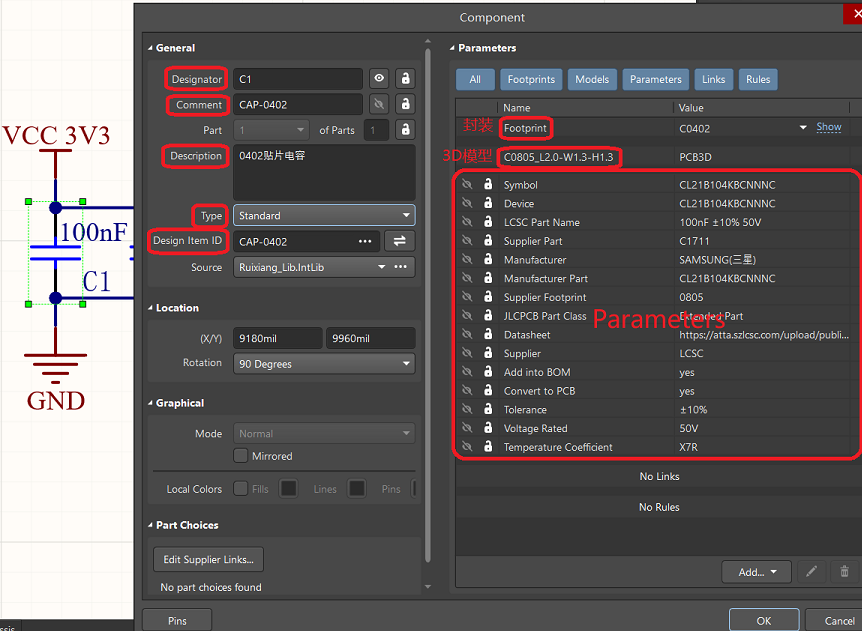 Component
VCC 3V3
100nF
C1
GND
General
Designator C1
Comment CAP-0402
Part 1 of Parts 1
Description 0402贴片电容
Type Standard
Design Item ID CAP-0402 •••
Source Ruixiang_Lib.IntLib •••
Location
(X/Y) 9180mil 9960mil
Rotation 90 Degrees
Graphical
Mode Normal
Mirrored
Local Colors Fills Lines Pins
Part Choices
Edit Supplier Links...
No part choices found
Pins
Parameters
All Footprints Models Parameters Links Rules
Name Value
封装 Footprint C0402 Show
3D模型 C0805_L2.0-W1.3-H1.3 PCB3D
Symbol CL21B104KBCNNNC
Device CL21B104KBCNNNC
LCSC Part Name 100nF ±10% 50V
Supplier Part C1711
Manufacturer SAMSUNG(三星)
Manufacturer Part CL21B104KBCNNNC
Supplier Footprint 0805
JLCPCB Part Class Extended Part
Parameters
Datasheet https://atta.szlcsc.com/upload/publi...
Supplier LCSC
Add into BOM yes
Convert to PCB yes
Tolerance ±10%
Voltage Rated 50V
Temperature Coefficient X7R
No Links
No Rules
Add...
OK Cancel